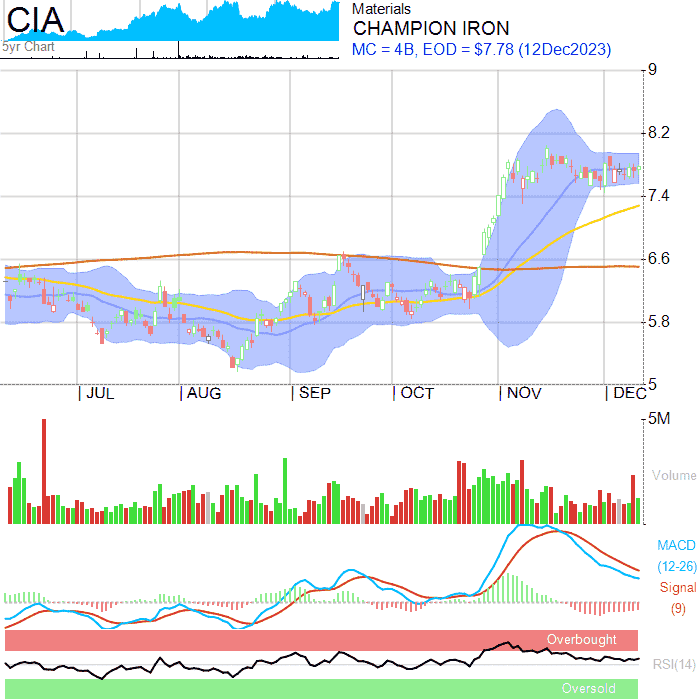 CIA
5yr Chart
Materials
CHAMPION IRON
MC = 4B, EOD = $7.78 (12Dec2023)
9
8.2
7.4
6.6
5.8
5
JUL AUG SEP OCT NOV DEC
5M
Volume
MACD
(12-26)
Signal
(9)
Overbought
RSI(14)
Oversold